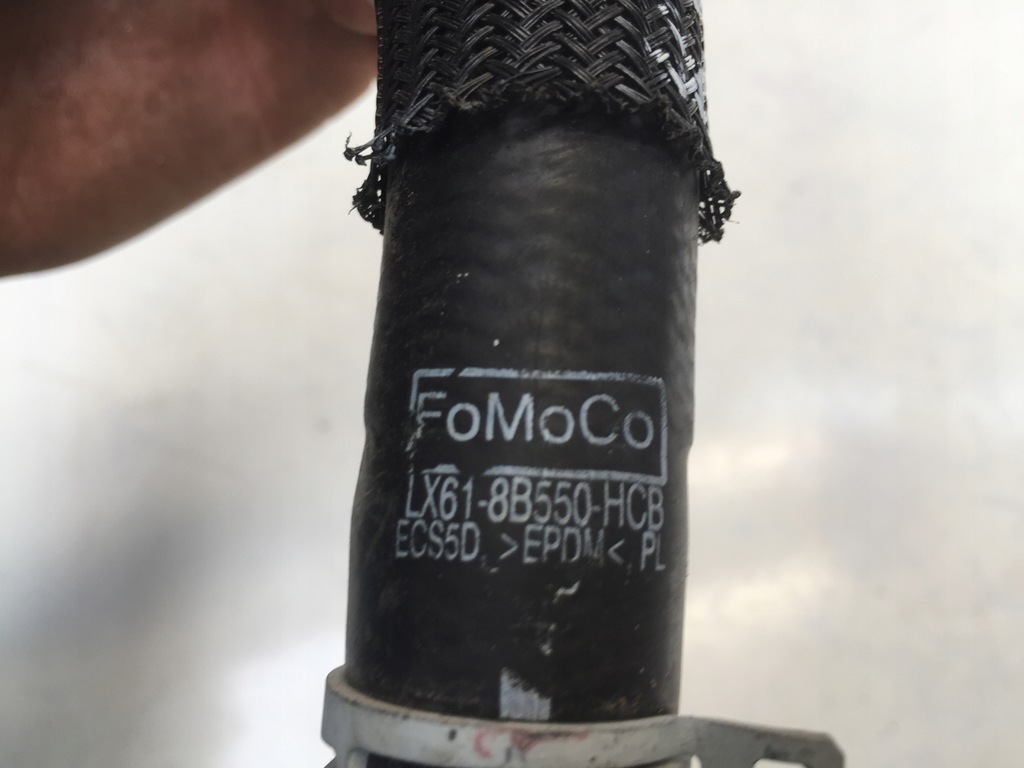 FoMoCo
LX61-8B550-HCB
ECS5D >EPDM< PL